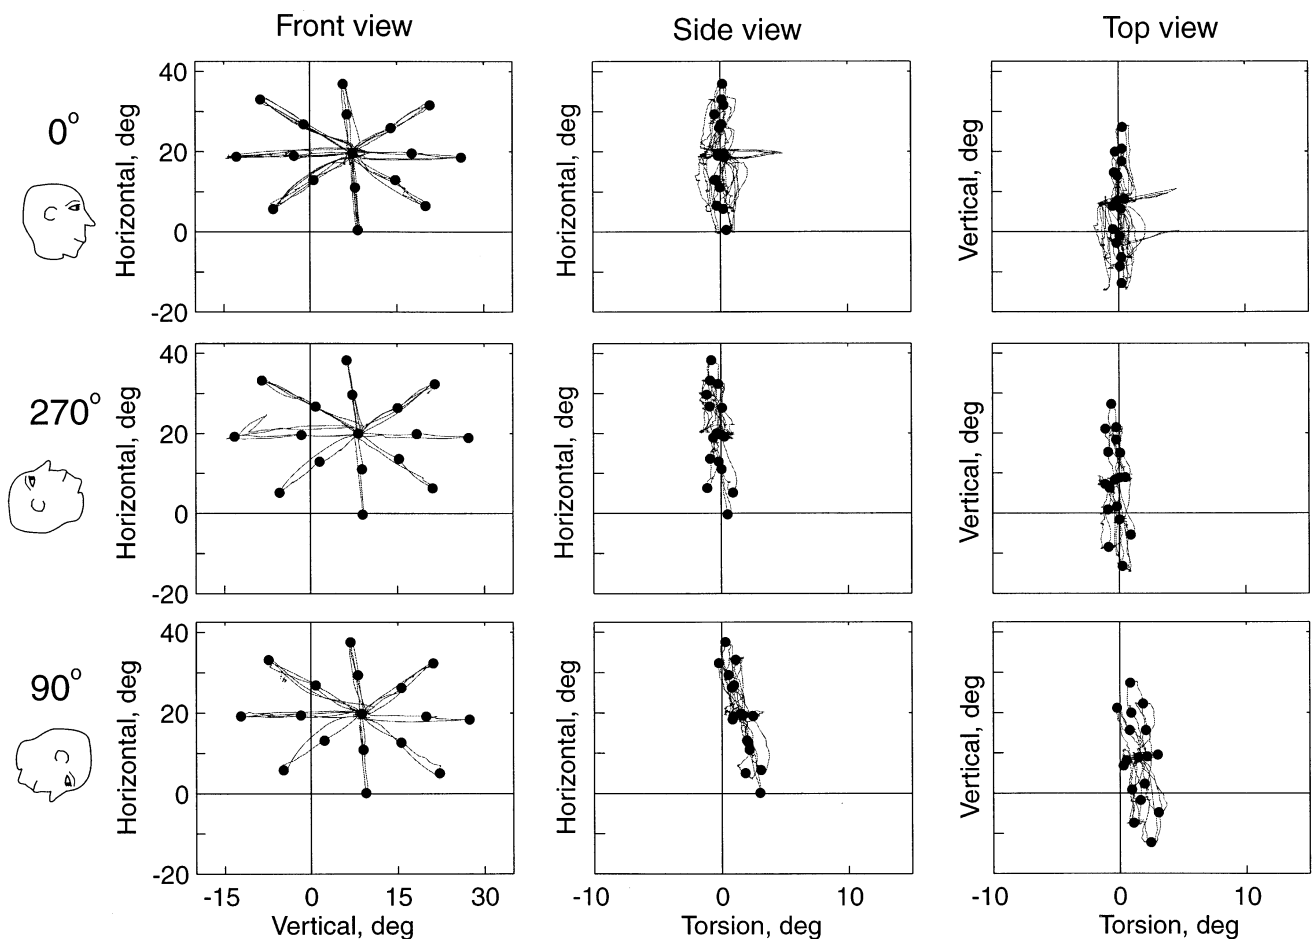 Front view
Side view
Top view
0°
Horizontal, deg
40
20
0
-20
Horizontal, deg
Vertical, deg
270°
Horizontal, deg
40
20
0
-20
Horizontal, deg
Vertical, deg
90°
Horizontal, deg
40
20
0
-20
Horizontal, deg
Vertical, deg
-15 0 15 30
-10 0 10
-10 0 10
Vertical, deg
Torsion, deg
Torsion, deg